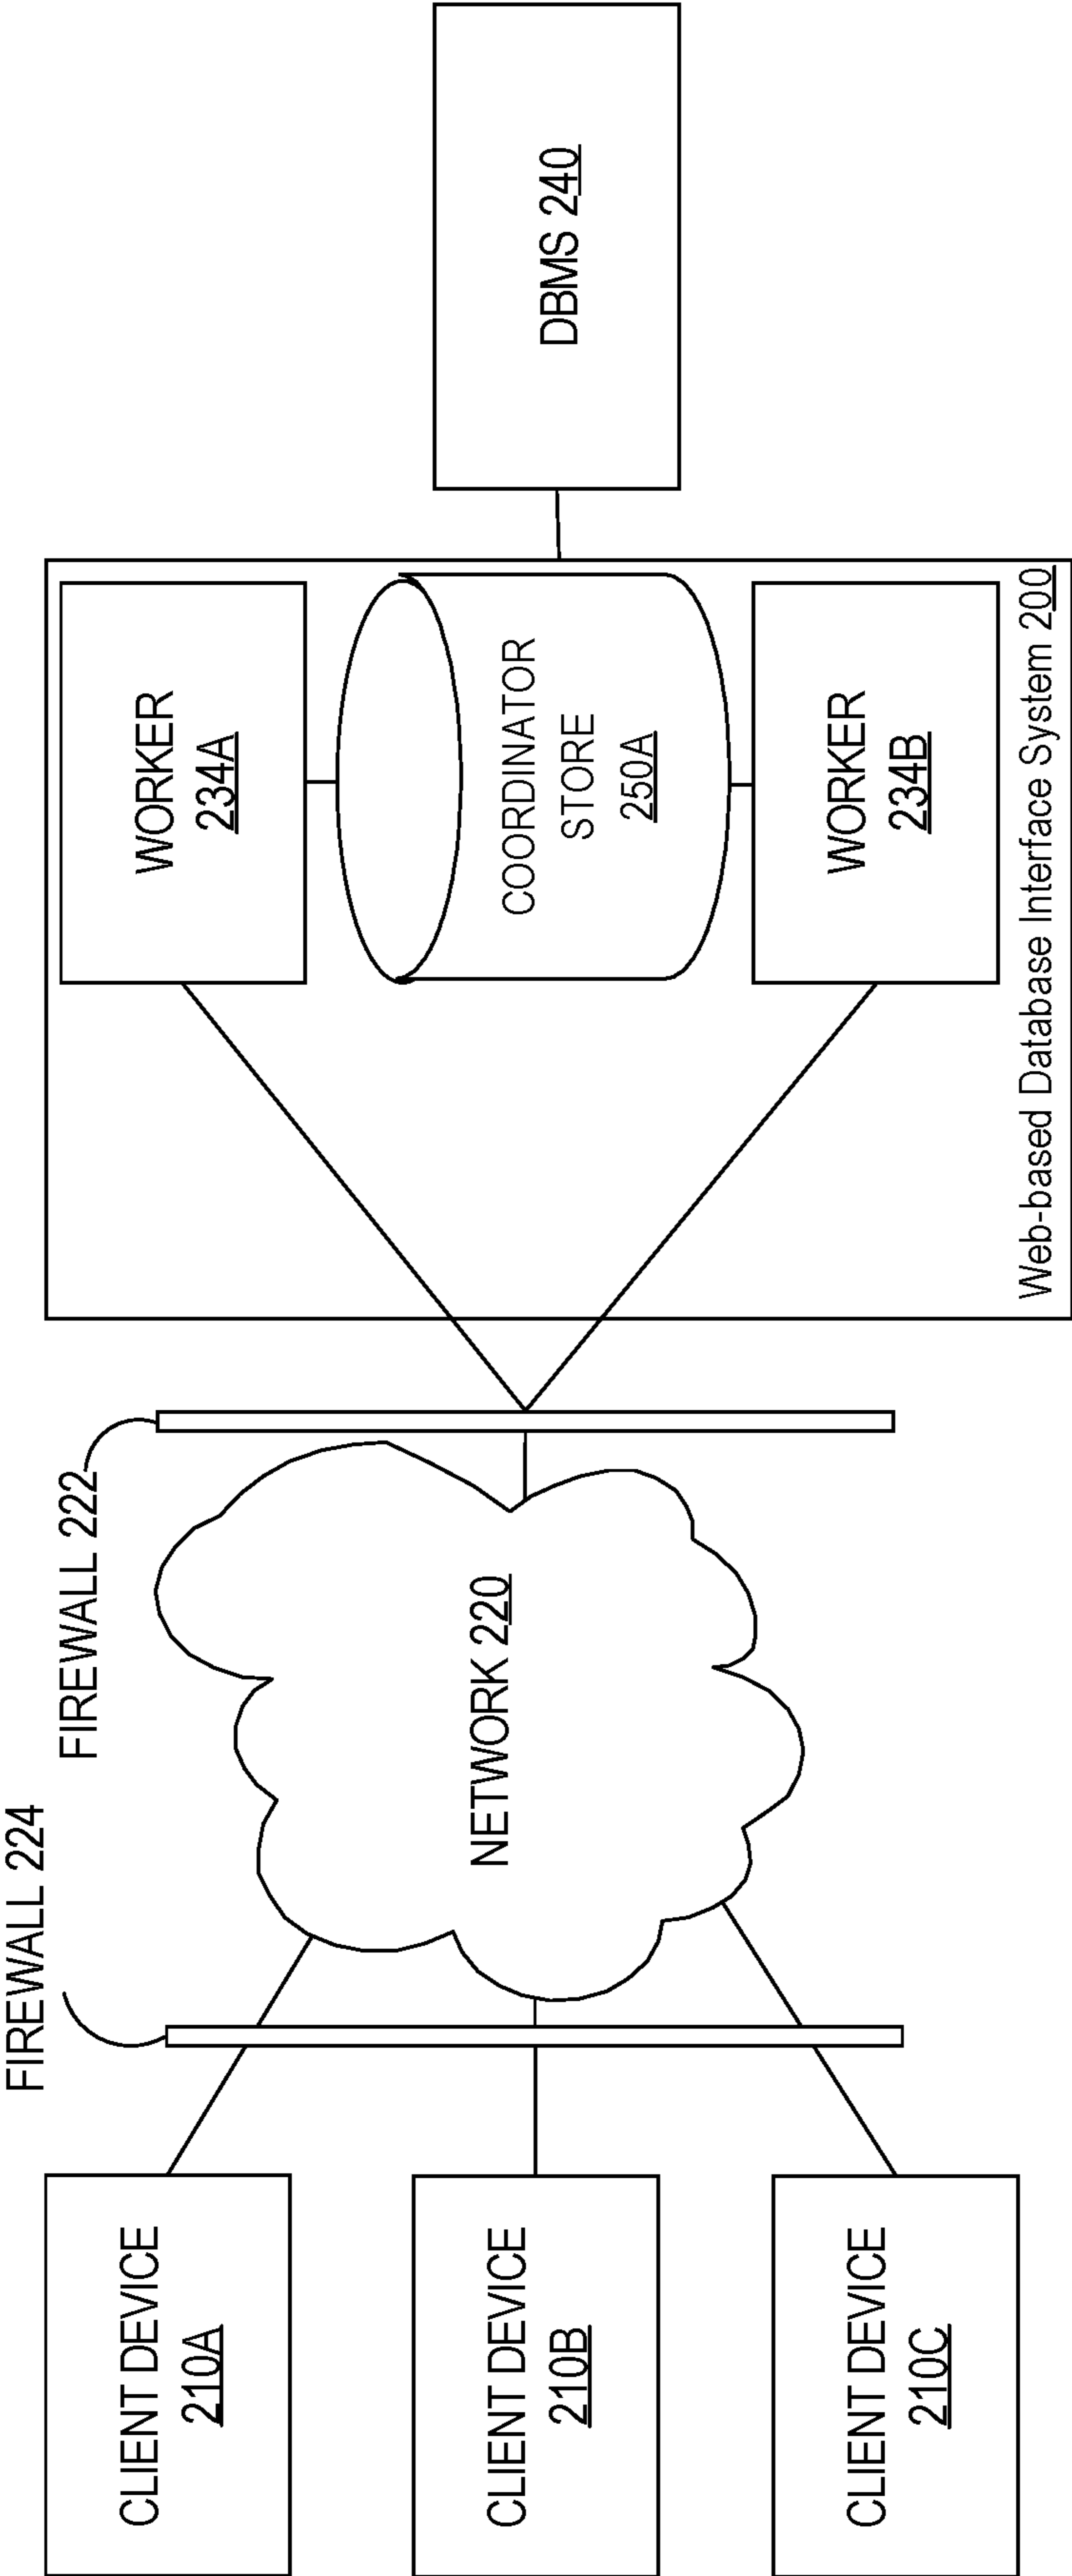 CLIENT DEVICE
210A
CLIENT DEVICE
210B
CLIENT DEVICE
210C
FIREWALL 224
FIREWALL 222
NETWORK 220
WORKER
234A
COORDINATOR
STORE
250A
WORKER
234B
Web-based Database Interface System 200
DBMS 240